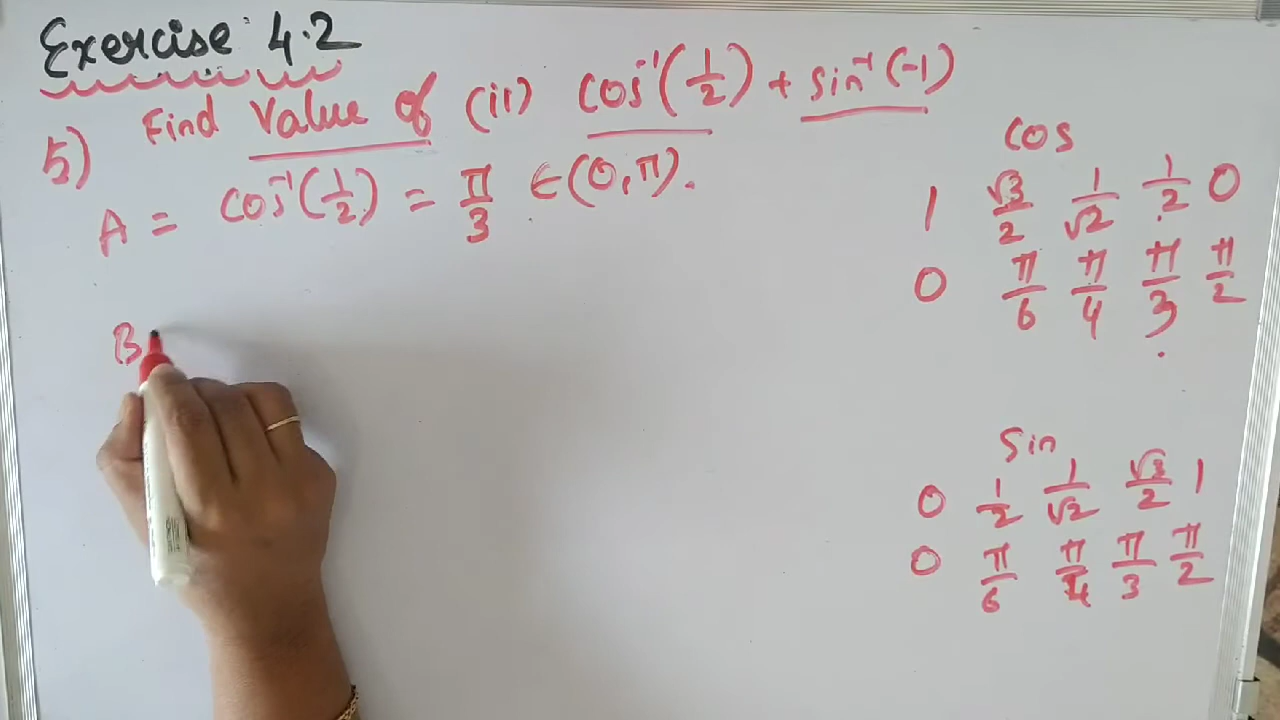 Exercise 4.2
5) Find Value of (ii) cos⁻¹(1/2) + sin⁻¹(-1)
A = cos⁻¹(1/2) = π/3 ∈ (0, π).
B
cos
1 √3/2 1/√2 1/2 0
0 π/6 π/4 π/3 π/2
Sin
0 1/2 1/√2 √3/2 1
0 π/6 π/4 π/3 π/2